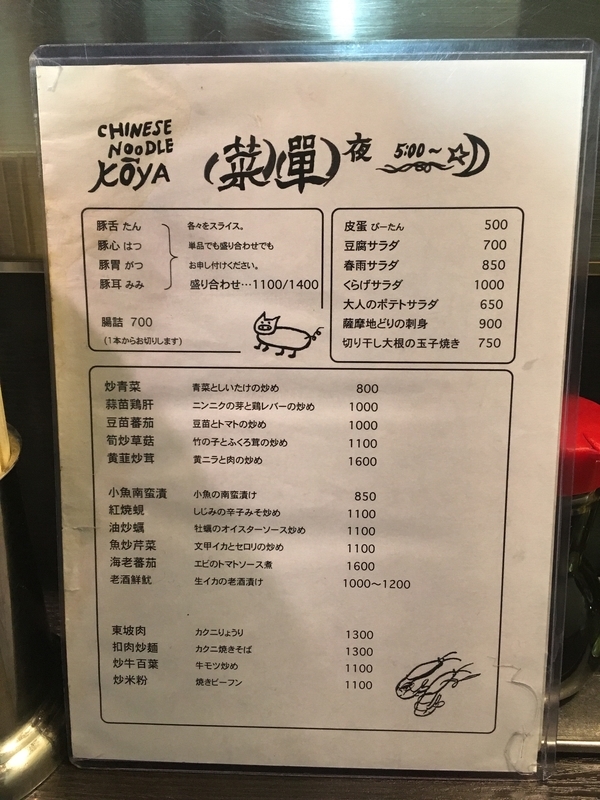 CHINESE
NOODLE
KŌYA
(菜)(單) 夜 5:00~
豚舌 たん 各々をスライス。
豚心 はつ 単品でも盛り合わせでも
豚胃 がつ お申し付けください。
豚耳 みみ 盛り合わせ…1100/1400
腸詰 700
(1本からお切りします)
皮蛋 ぴーたん 500
豆腐サラダ 700
春雨サラダ 850
くらげサラダ 1000
大人のポテトサラダ 650
薩摩地どりの刺身 900
切り干し大根の玉子焼き 750
炒青菜 青菜としいたけの炒め 800
蒜苗鶏肝 ニンニクの芽と鶏レバーの炒め 1000
豆苗蕃茄 豆苗とトマトの炒め 1000
筍炒草菇 竹の子とふくろ茸の炒め 1100
黄韮炒茸 黄ニラと肉の炒め 1600
小魚南蛮漬 小魚の南蛮漬け 850
紅焼蜆 しじみの辛子みそ炒め 1100
油炒蠣 牡蠣のオイスターソース炒め 1100
魚炒芹菜 文甲イカとセロリの炒め 1100
海老蕃茄 エビのトマトソース煮 1600
老酒鮮魷 生イカの老酒漬け 1000〜1200
東坡肉 カクニりょうり 1300
扣肉炒麺 カクニ焼きそば 1300
炒牛百葉 牛モツ炒め 1100
炒米粉 焼きビーフン 1100